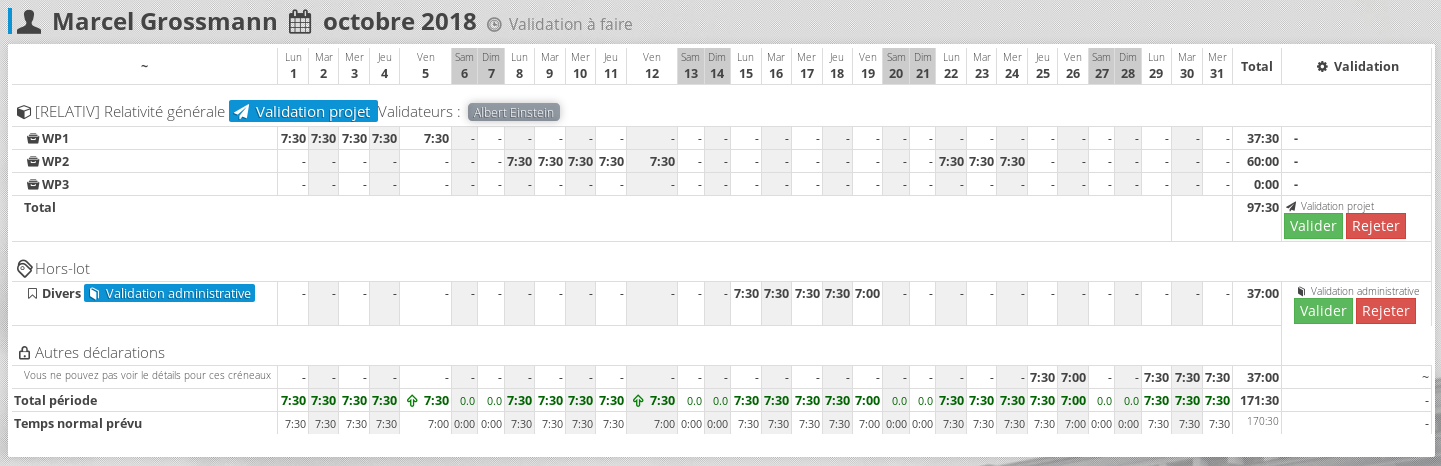 Marcel Grossmann octobre 2018 Validation à faire
~ Lun 1 Mar 2 Mer 3 Jeu 4 Ven 5 Sam 6 Dim 7 Lun 8 Mar 9 Mer 10 Jeu 11 Ven 12 Sam 13 Dim 14 Lun 15 Mar 16 Mer 17 Jeu 18 Ven 19 Sam 20 Dim 21 Lun 22 Mar 23 Mer 24 Jeu 25 Ven 26 Sam 27 Dim 28 Lun 29 Mar 30 Mer 31 Total Validation
[RELATIV] Relativité générale Validation projet Validateurs : Albert Einstein
WP1 7:30 7:30 7:30 7:30 7:30 - - - - - - - - - - - - - - - - - - - - - - - - - - 37:30 -
WP2 - - - - - - - 7:30 7:30 7:30 7:30 7:30 - - - - - - - - - 7:30 7:30 7:30 - - - - - - - 60:00 -
WP3 - - - - - - - - - - - - - - - - - - - - - - - - - - - - - - - 0:00 -
Total 97:30 Validation projet
Valider Rejeter
Hors-lot
Divers Validation administrative - - - - - - - - - - - - - - 7:30 7:30 7:30 7:30 7:00 - - - - - - - - - - - - 37:00 Validation administrative
Valider Rejeter
Autres déclarations
Vous ne pouvez pas voir le détails pour ces créneaux - - - - - - - - - - - - - - - - - - - - - - - - 7:30 7:00 - - 7:30 7:30 7:30 37:00 ~
Total période 7:30 7:30 7:30 7:30 7:30 0.0 0.0 7:30 7:30 7:30 7:30 7:30 0.0 0.0 7:30 7:30 7:30 7:30 7:00 0.0 0.0 7:30 7:30 7:30 7:30 7:00 0.0 0.0 7:30 7:30 7:30 171:30 -
Temps normal prévu 7:30 7:30 7:30 7:30 7:00 0:00 0:00 7:30 7:30 7:30 7:30 7:00 0:00 0:00 7:30 7:30 7:30 7:30 7:00 0:00 0:00 7:30 7:30 7:30 7:30 7:00 0:00 0:00 7:30 7:30 7:30 170:30 -